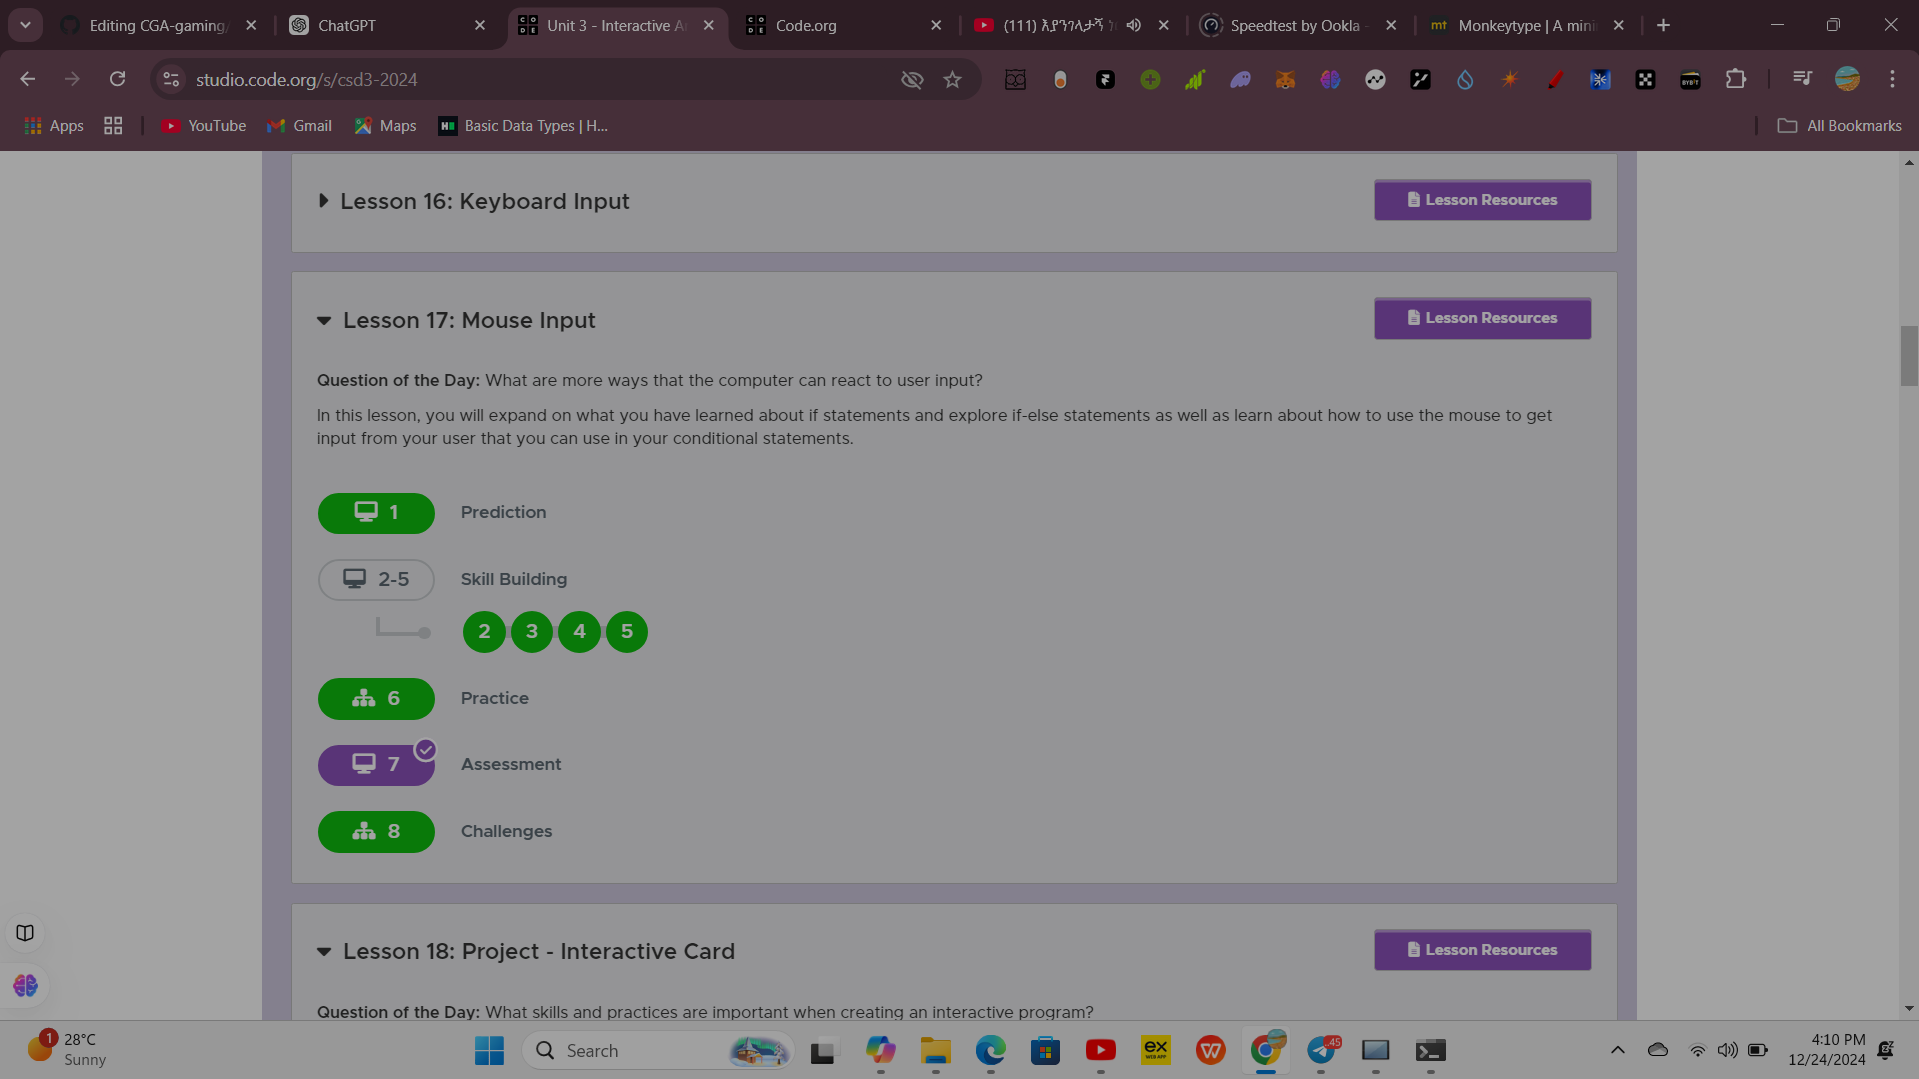 Editing CGA-gaming/
ChatGPT
Unit 3 - Interactive A
Code.org
(111) እያንገላታኝ
Speedtest by Ookla -
Monkeytype | A mini
studio.code.org/s/csd3-2024
Apps
YouTube
Gmail
Maps
Basic Data Types | H...
All Bookmarks
Lesson 16: Keyboard Input
Lesson Resources
Lesson 17: Mouse Input
Lesson Resources
Question of the Day: What are more ways that the computer can react to user input?
In this lesson, you will expand on what you have learned about if statements and explore if-else statements as well as learn about how to use the mouse to get
input from your user that you can use in your conditional statements.
1 Prediction
2-5 Skill Building
2 3 4 5
6 Practice
7 Assessment
8 Challenges
Lesson 18: Project - Interactive Card
Lesson Resources
Question of the Day: What skills and practices are important when creating an interactive program?
1
28°C
Sunny
Search
45
4:10 PM
12/24/2024